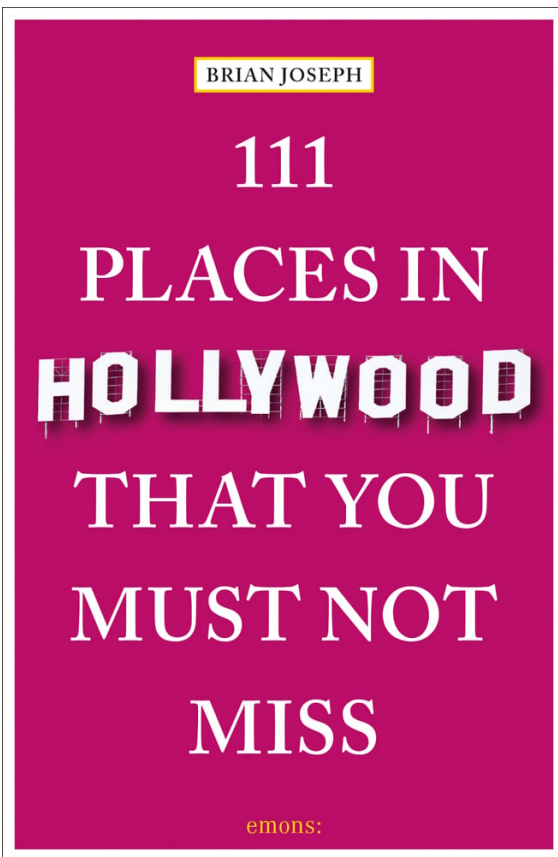 BRIAN JOSEPH
111
PLACES IN
HOLLYWOOD
THAT YOU
MUST NOT
MISS
emons: